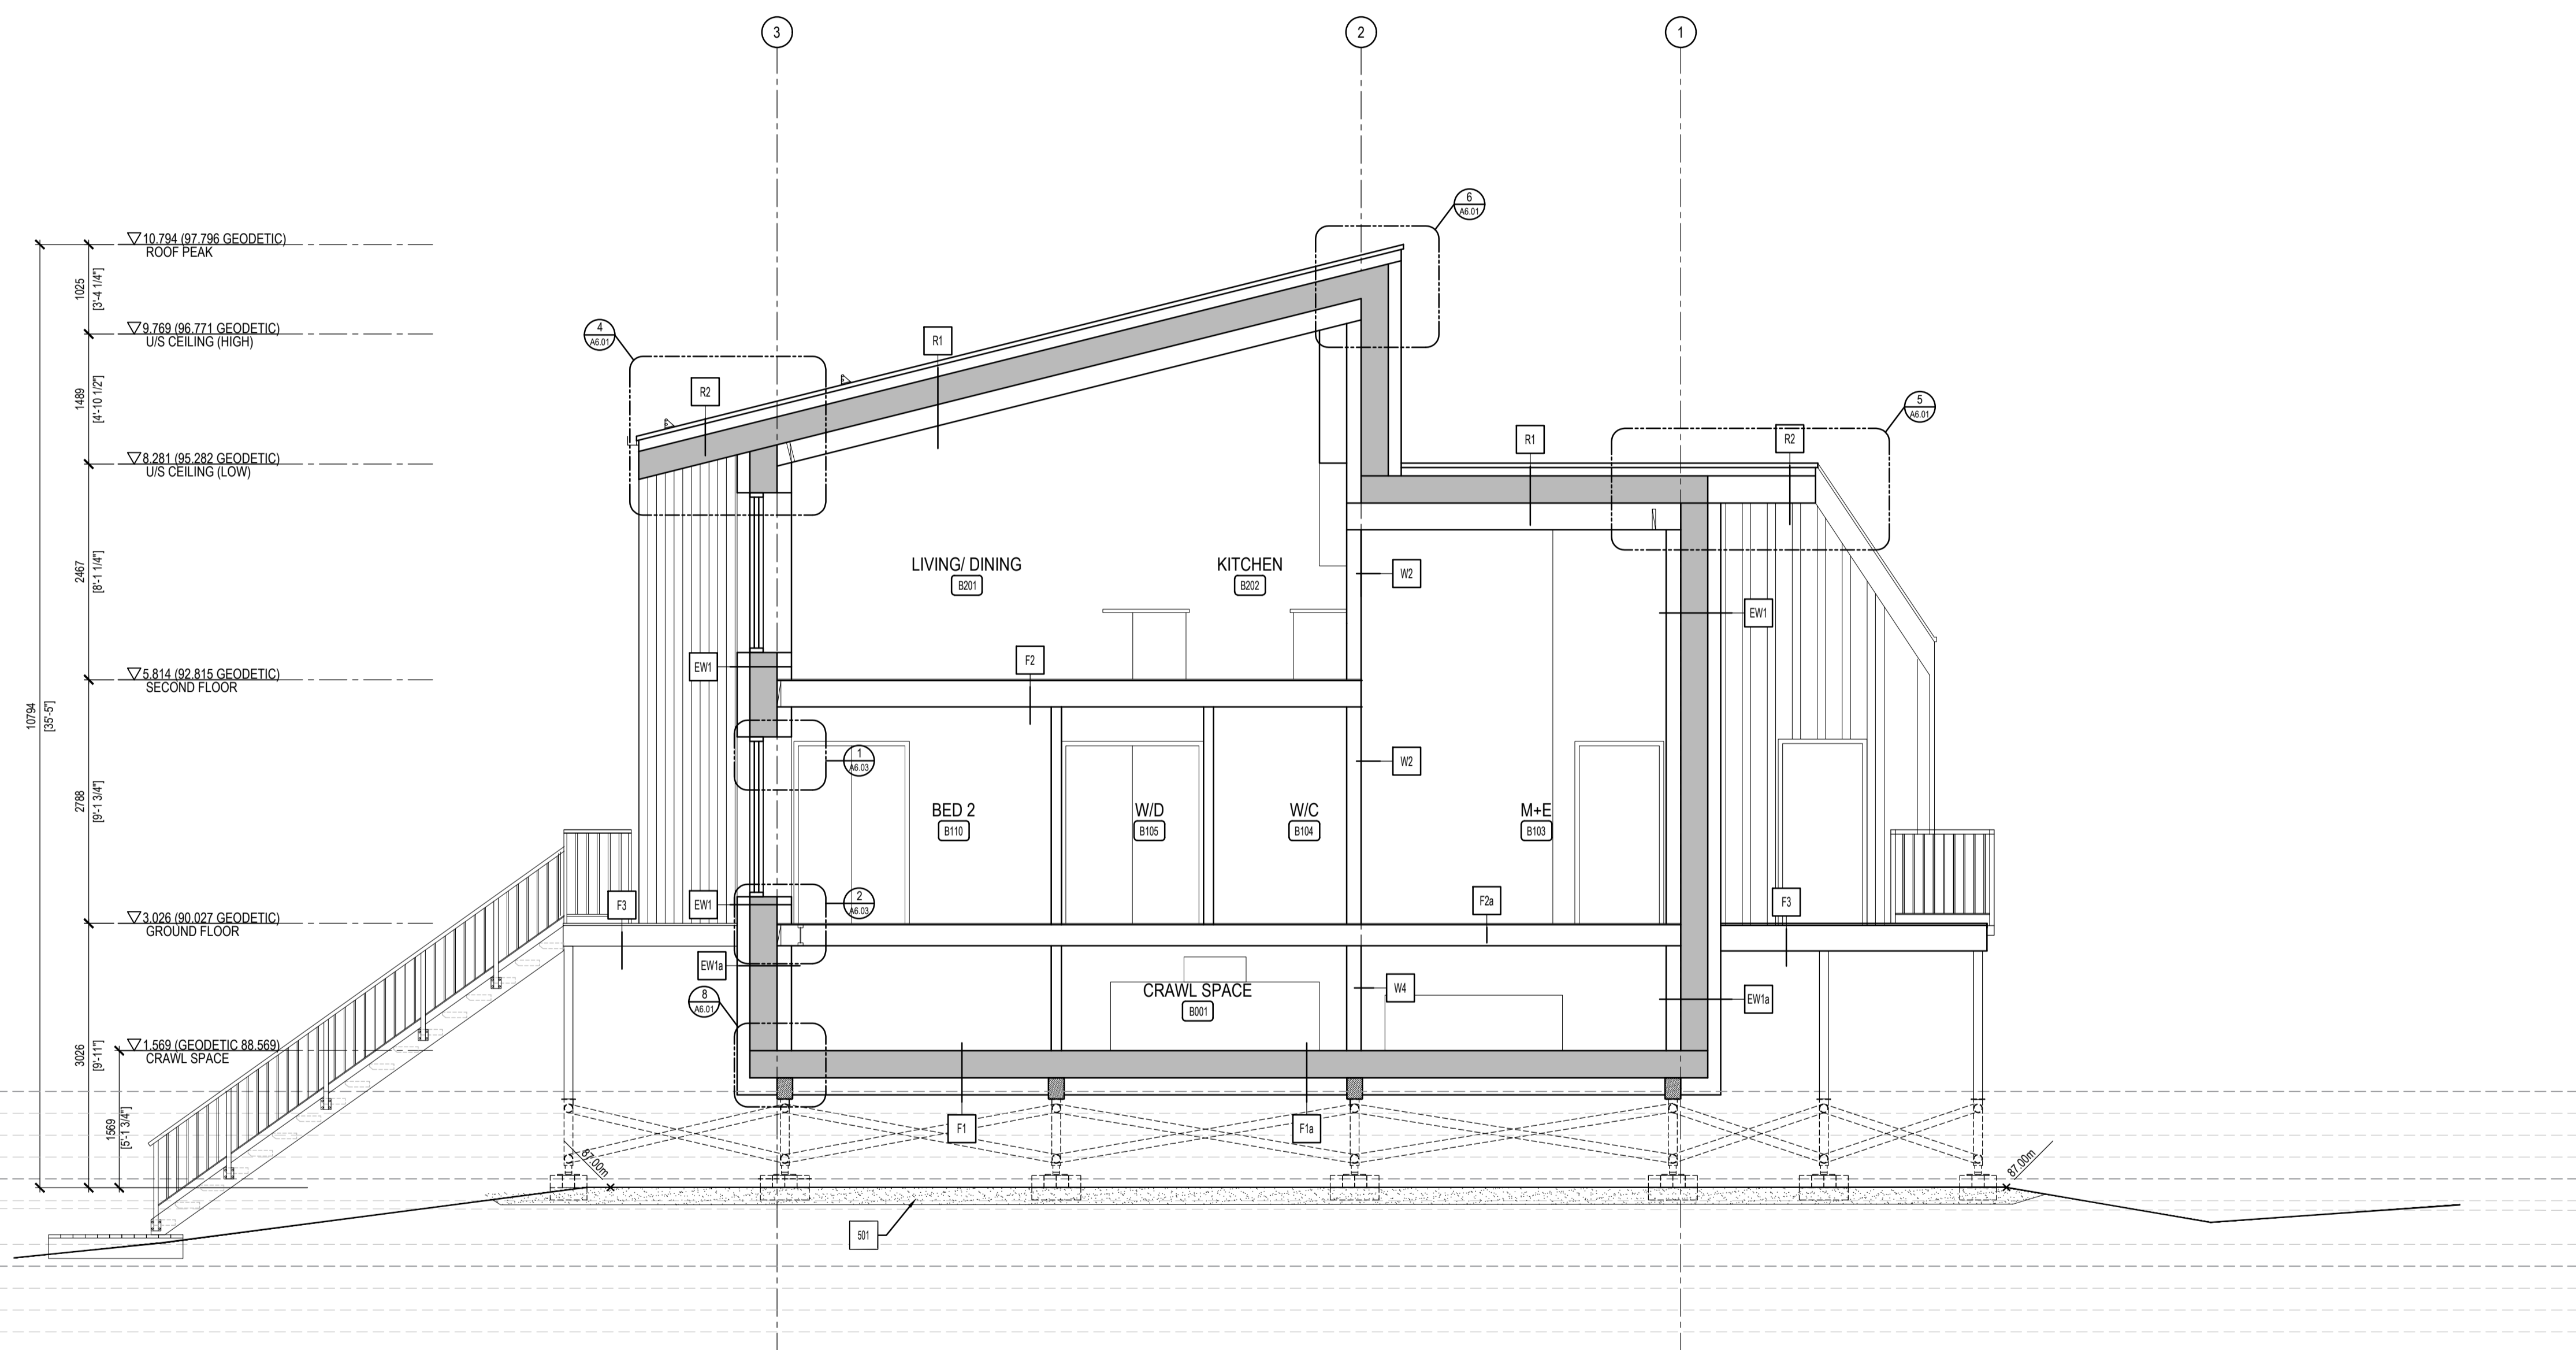 3
2
1
6
A6.01
10.794 (97.796 GEODETIC)
ROOF PEAK
1025
[3'-4 1/4"]
9.769 (96.771 GEODETIC)
U/S CEILING (HIGH)
4
A6.01
R1
1489
[4'-10 1/2"]
R2
5
A6.01
R1
R2
8.281 (95.282 GEODETIC)
U/S CEILING (LOW)
2467
[8'-1 1/4"]
LIVING/ DINING
B201
KITCHEN
B202
W2
EW1
EW1
F2
5.814 (92.815 GEODETIC)
SECOND FLOOR
10794
[35'-5"]
1
A6.03
W2
2788
[9'-1 3/4"]
BED 2
B110
W/D
B105
W/C
B104
M+E
B103
F3
EW1
2
A6.03
F2a
F3
3.026 (90.027 GEODETIC)
GROUND FLOOR
EW1a
8
A6.01
CRAWL SPACE
B001
W4
EW1a
3026
[9'-11"]
1.569 (GEODETIC 88.569)
CRAWL SPACE
1569
[5'-1 3/4"]
F1
F1a
87.00m
87.00m
501